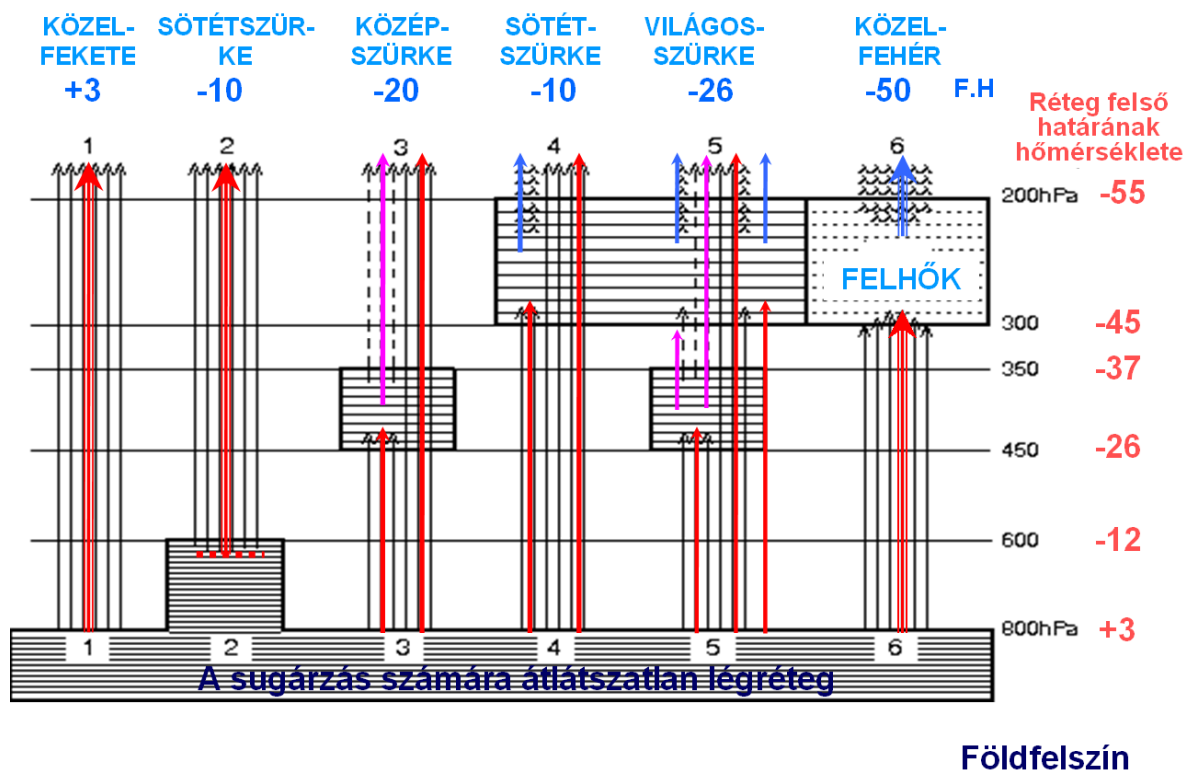 KÖZEL-
FEKETE
+3
SÖTÉTSZÜR-
KE
-10
KÖZÉP-
SZÜRKE
-20
SÖTÉT-
SZÜRKE
-10
VILÁGOS-
SZÜRKE
-26
KÖZEL-
FEHÉR
-50
F.H
Réteg felső
határának
hőmérséklete
1 2 3 4 5 6
200hPa -55
FELHŐK
300 -45
350 -37
450 -26
600 -12
800hPa +3
1 2 3 4 5 6
A sugárzás számára átlátszatlan légréteg
Földfelszín